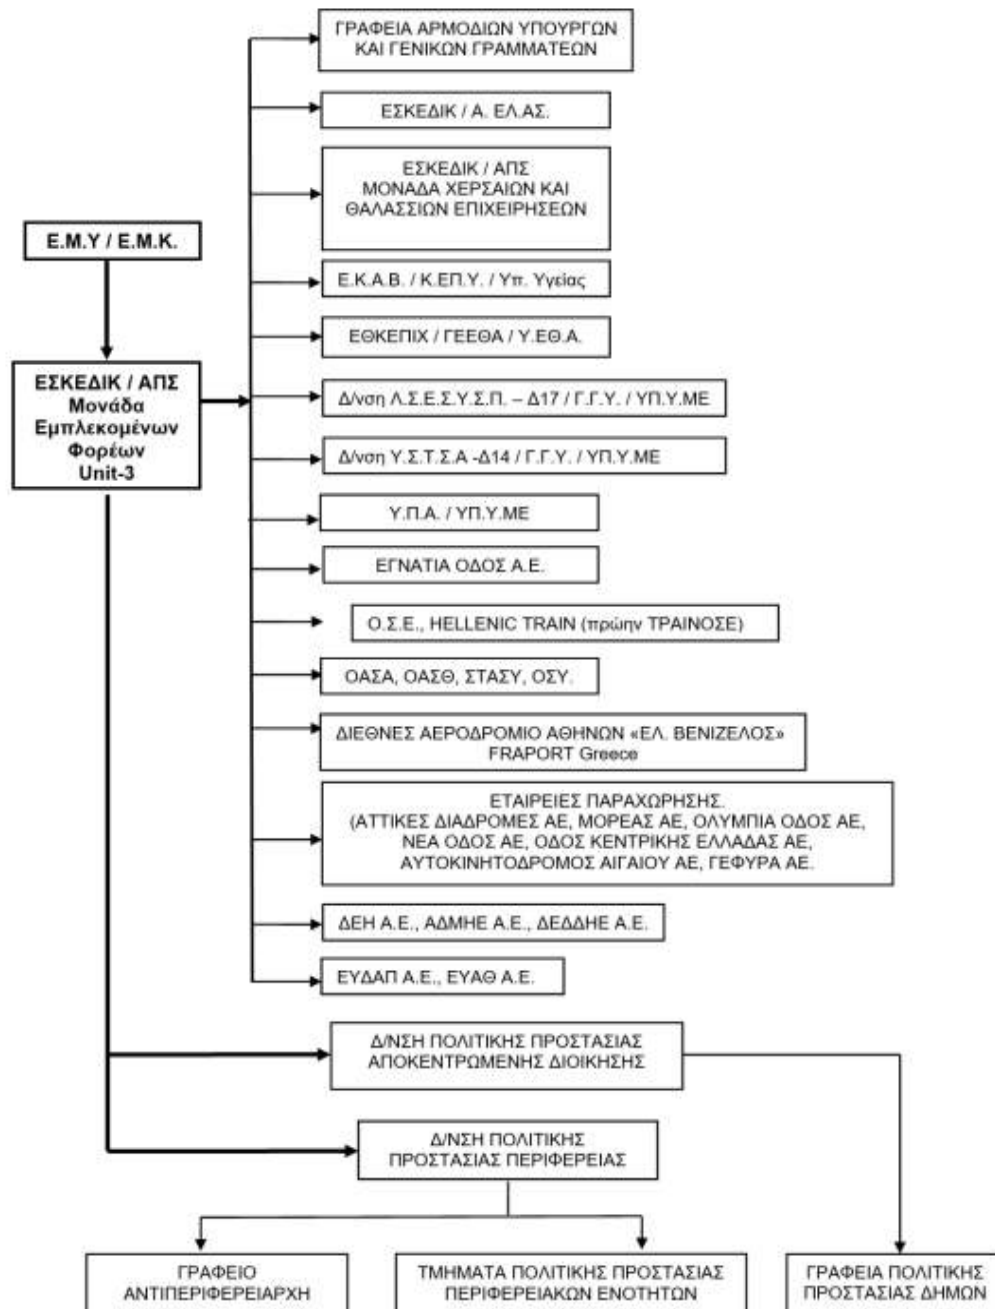 ΓΡΑΦΕΙΑ ΑΡΜΟΔΙΩΝ ΥΠΟΥΡΓΩΝ
ΚΑΙ ΓΕΝΙΚΩΝ ΓΡΑΜΜΑΤΕΩΝ
ΕΣΚΕΔΙΚ / Α. ΕΛ.ΑΣ.
ΕΣΚΕΔΙΚ / ΑΠΣ
ΜΟΝΑΔΑ ΧΕΡΣΑΙΩΝ ΚΑΙ
ΘΑΛΑΣΣΙΩΝ ΕΠΙΧΕΙΡΗΣΕΩΝ
Ε.Μ.Υ / Ε.Μ.Κ.
Ε.Κ.Α.Β. / Κ.ΕΠ.Υ. / Υπ. Υγείας
ΕΘΚΕΠΙΧ / ΓΕΕΘΑ / Υ.ΕΘ.Α.
ΕΣΚΕΔΙΚ / ΑΠΣ
Μονάδα
Εμπλεκομένων
Φορέων
Unit-3
Δ/νση Λ.Σ.Ε.Σ.Υ.Σ.Π. – Δ17 / Γ.Γ.Υ. / ΥΠ.Υ.ΜΕ
Δ/νση Υ.Σ.Τ.Σ.Α -Δ14 / Γ.Γ.Υ. / ΥΠ.Υ.ΜΕ
Υ.Π.Α. / ΥΠ.Υ.ΜΕ
ΕΓΝΑΤΙΑ ΟΔΟΣ Α.Ε.
Ο.Σ.Ε., HELLENIC TRAIN (πρώην ΤΡΑΙΝΟΣΕ)
ΟΑΣΑ, ΟΑΣΘ, ΣΤΑΣΥ, ΟΣΥ.
ΔΙΕΘΝΕΣ ΑΕΡΟΔΡΟΜΙΟ ΑΘΗΝΩΝ «ΕΛ. ΒΕΝΙΖΕΛΟΣ»
FRAPORT Greece
ΕΤΑΙΡΕΙΕΣ ΠΑΡΑΧΩΡΗΣΗΣ.
(ΑΤΤΙΚΕΣ ΔΙΑΔΡΟΜΕΣ ΑΕ, ΜΟΡΕΑΣ ΑΕ, ΟΛΥΜΠΙΑ ΟΔΟΣ ΑΕ,
ΝΕΑ ΟΔΟΣ ΑΕ, ΟΔΟΣ ΚΕΝΤΡΙΚΗΣ ΕΛΛΑΔΑΣ ΑΕ,
ΑΥΤΟΚΙΝΗΤΟΔΡΟΜΟΣ ΑΙΓΑΙΟΥ ΑΕ, ΓΕΦΥΡΑ ΑΕ.
ΔΕΗ Α.Ε., ΑΔΜΗΕ Α.Ε., ΔΕΔΔΗΕ Α.Ε.
ΕΥΔΑΠ Α.Ε., ΕΥΑΘ Α.Ε.
Δ/ΝΣΗ ΠΟΛΙΤΙΚΗΣ ΠΡΟΣΤΑΣΙΑΣ
ΑΠΟΚΕΝΤΡΩΜΕΝΗΣ ΔΙΟΙΚΗΣΗΣ
Δ/ΝΣΗ ΠΟΛΙΤΙΚΗΣ
ΠΡΟΣΤΑΣΙΑΣ ΠΕΡΙΦΕΡΕΙΑΣ
ΓΡΑΦΕΙΟ
ΑΝΤΙΠΕΡΙΦΕΡΕΙΑΡΧΗ
ΤΜΗΜΑΤΑ ΠΟΛΙΤΙΚΗΣ ΠΡΟΣΤΑΣΙΑΣ
ΠΕΡΙΦΕΡΕΙΑΚΩΝ ΕΝΟΤΗΤΩΝ
ΓΡΑΦΕΙΑ ΠΟΛΙΤΙΚΗΣ
ΠΡΟΣΤΑΣΙΑΣ ΔΗΜΩΝ